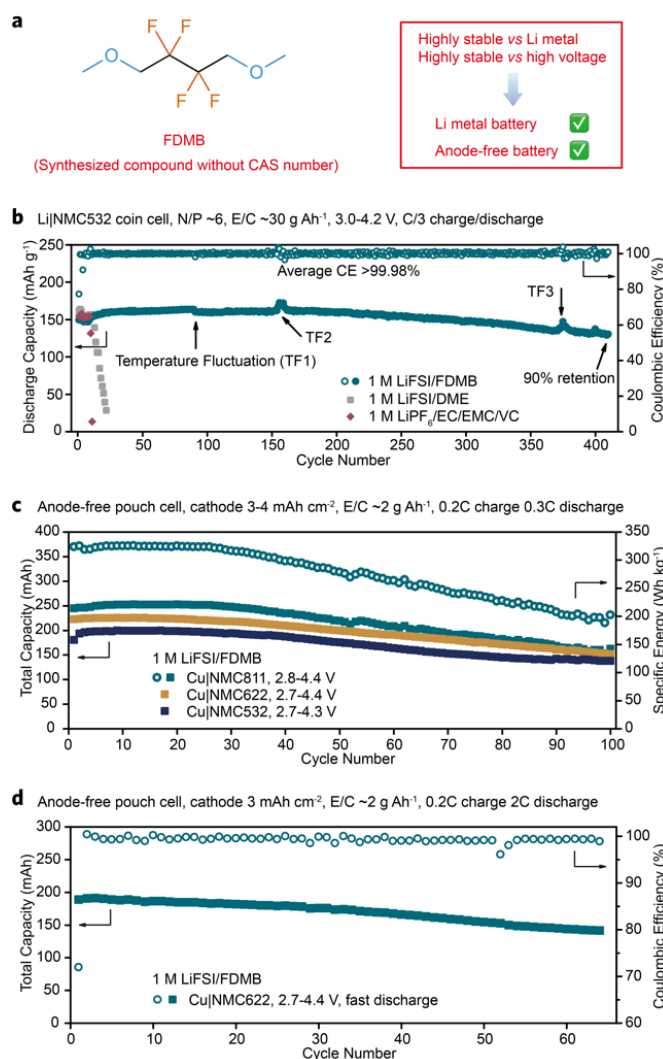 a
O
F
F
F
F
O
FDMB
(Synthesized compound without CAS number)
Highly stable vs Li metal
Highly stable vs high voltage
Li metal battery
Anode-free battery
b Li|NMC532 coin cell, N/P ~6, E/C ~30 g Ah⁻¹, 3.0-4.2 V, C/3 charge/discharge
Discharge Capacity (mAh g⁻¹)
250
200
150
100
50
0
Average CE >99.98%
Temperature Fluctuation (TF1)
TF2
TF3
90% retention
1 M LiFSI/FDMB
1 M LiFSI/DME
1 M LiPF₆/EC/EMC/VC
100
80
60
40
20
0
Coulombic Efficiency (%)
0 50 100 150 200 250 300 350 400
Cycle Number
c Anode-free pouch cell, cathode 3-4 mAh cm⁻², E/C ~2 g Ah⁻¹, 0.2C charge 0.3C discharge
Total Capacity (mAh)
400
350
300
250
200
150
100
50
0
1 M LiFSI/FDMB
Cu|NMC811, 2.8-4.4 V
Cu|NMC622, 2.7-4.4 V
Cu|NMC532, 2.7-4.3 V
350
300
250
200
150
100
50
0
Specific Energy (Wh kg⁻¹)
0 10 20 30 40 50 60 70 80 90 100
Cycle Number
d Anode-free pouch cell, cathode 3 mAh cm⁻², E/C ~2 g Ah⁻¹, 0.2C charge 2C discharge
Total Capacity (mAh)
300
250
200
150
100
50
0
1 M LiFSI/FDMB
Cu|NMC622, 2.7-4.4 V, fast discharge
100
90
80
70
60
Coulombic Efficiency (%)
0 10 20 30 40 50 60
Cycle Number